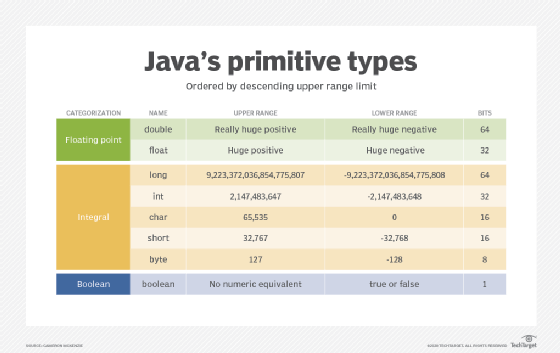 Java's primitive types
Ordered by descending upper range limit
CATEGORIZATION NAME UPPER RANGE LOWER RANGE BITS
Floating point
double Really huge positive Really huge negative 64
float Huge positive Huge negative 32
Integral
long 9,223,372,036,854,775,807 -9,223,372,036,854,775,808 64
int 2,147,483,647 -2,147,483,648 32
char 65,535 0 16
short 32,767 -32,768 16
byte 127 -128 8
Boolean boolean No numeric equivalent true or false 1
SOURCE: CAMERON MCKENZIE
TECHTARGET. ALL RIGHTS RESERVED TechTarget